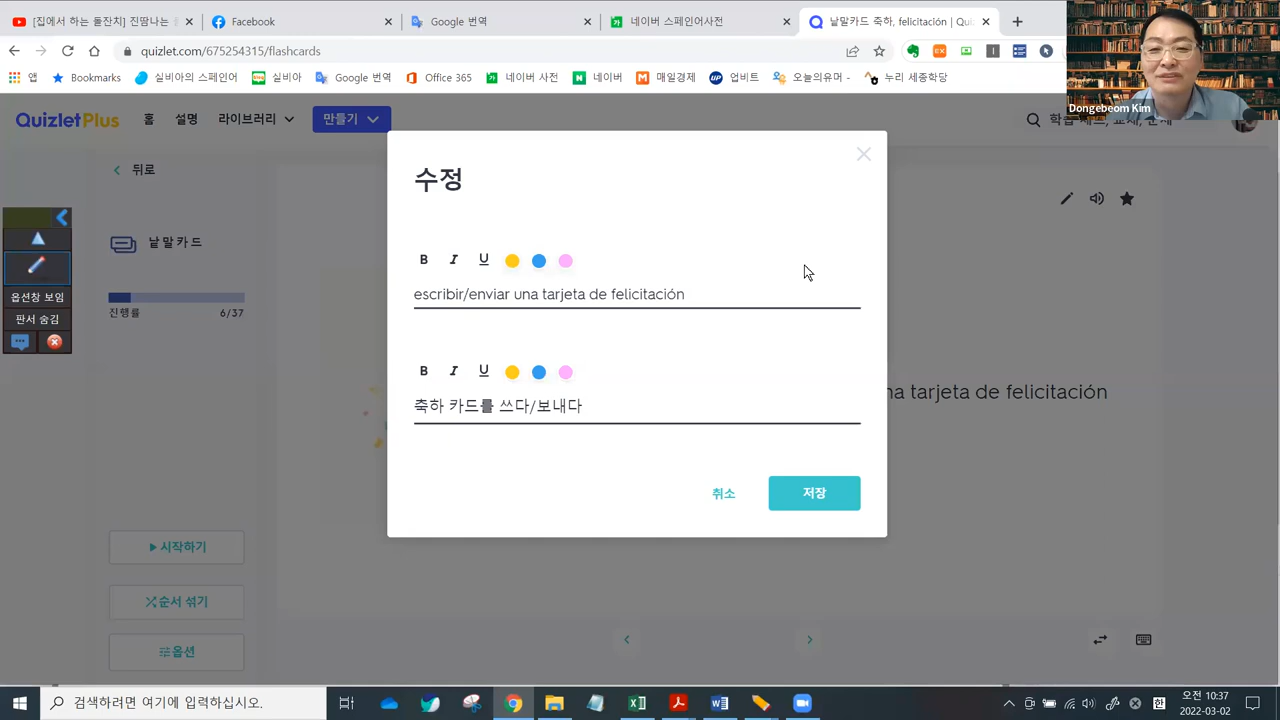 [집에서 하는 돌잔치] 진땀나는 돌
Facebook
Google 번역
네이버 스페인어사전
낱말카드 축하, felicitación | Qui
quizlet.com/675254315/flashcards
앱
Bookmarks
실비아의 스페인어
실비아
Google 번역
Office 365
네이버 사전
네이버
매일경제
업비트
오늘의유머 -
누리 세종학당
Dongebeom Kim
QuizletPlus
홈
설명
라이브러리
만들기
뒤로
수정
낱말카드
B I U
escribir/enviar una tarjeta de felicitación
옵션창 보임
판서 숨김
진행률
6/37
B I U
축하 카드를 쓰다/보내다
na tarjeta de felicitación
취소
저장
시작하기
순서 섞기
옵션
검색하려면 여기에 입력하십시오.
한
오전 10:37
2022-03-02